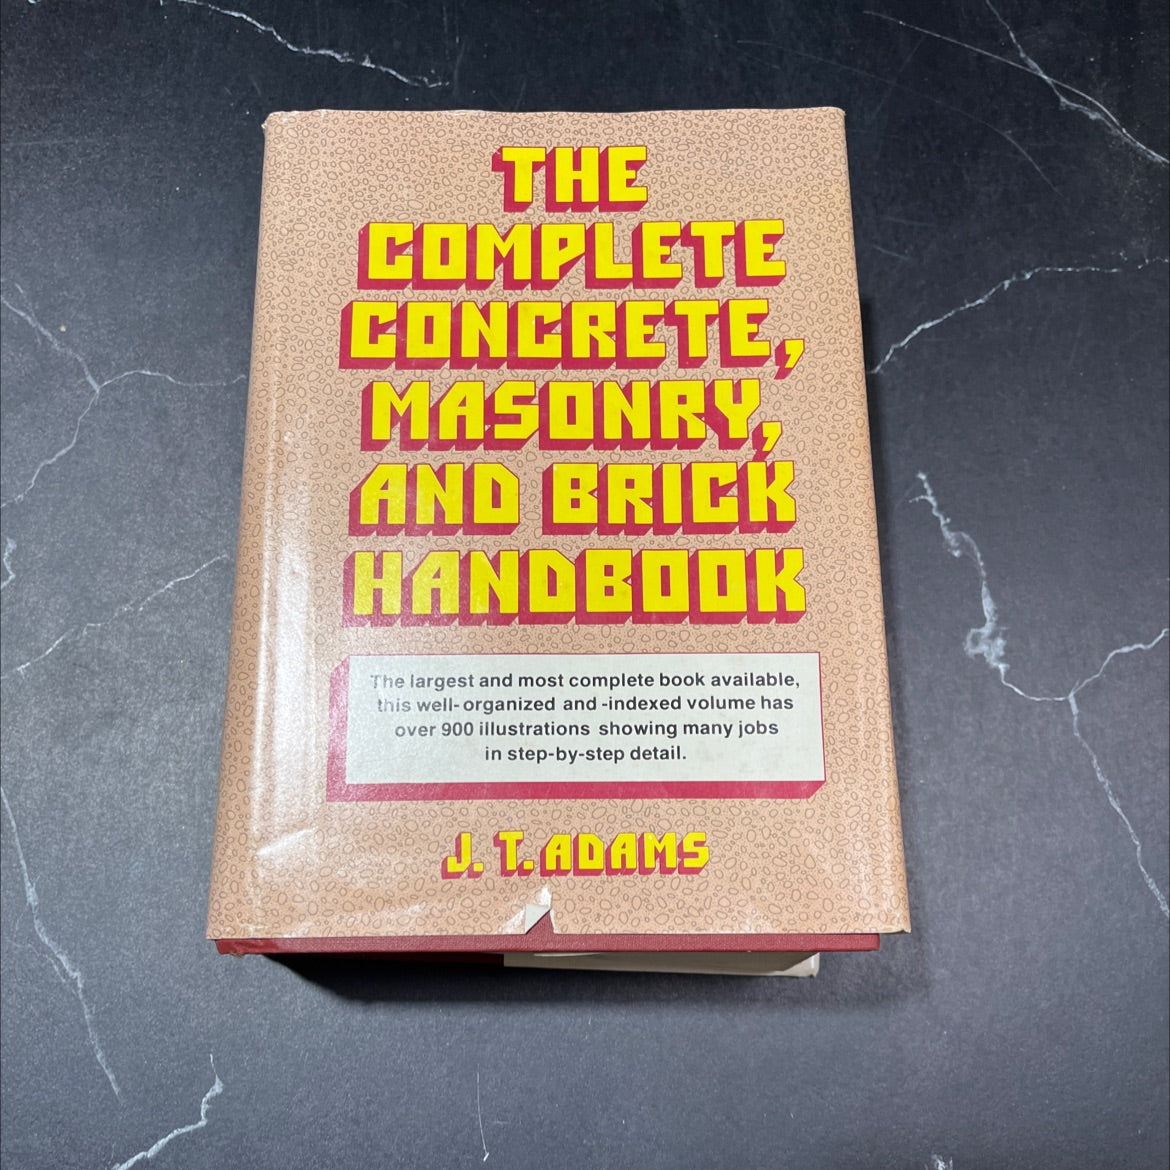 THE
COMPLETE
CONCRETE,
MASONRY,
AND BRICK
HANDBOOK
The largest and most complete book available,
this well-organized and -indexed volume has
over 900 illustrations showing many jobs
in step-by-step detail.
J. T. ADAMS